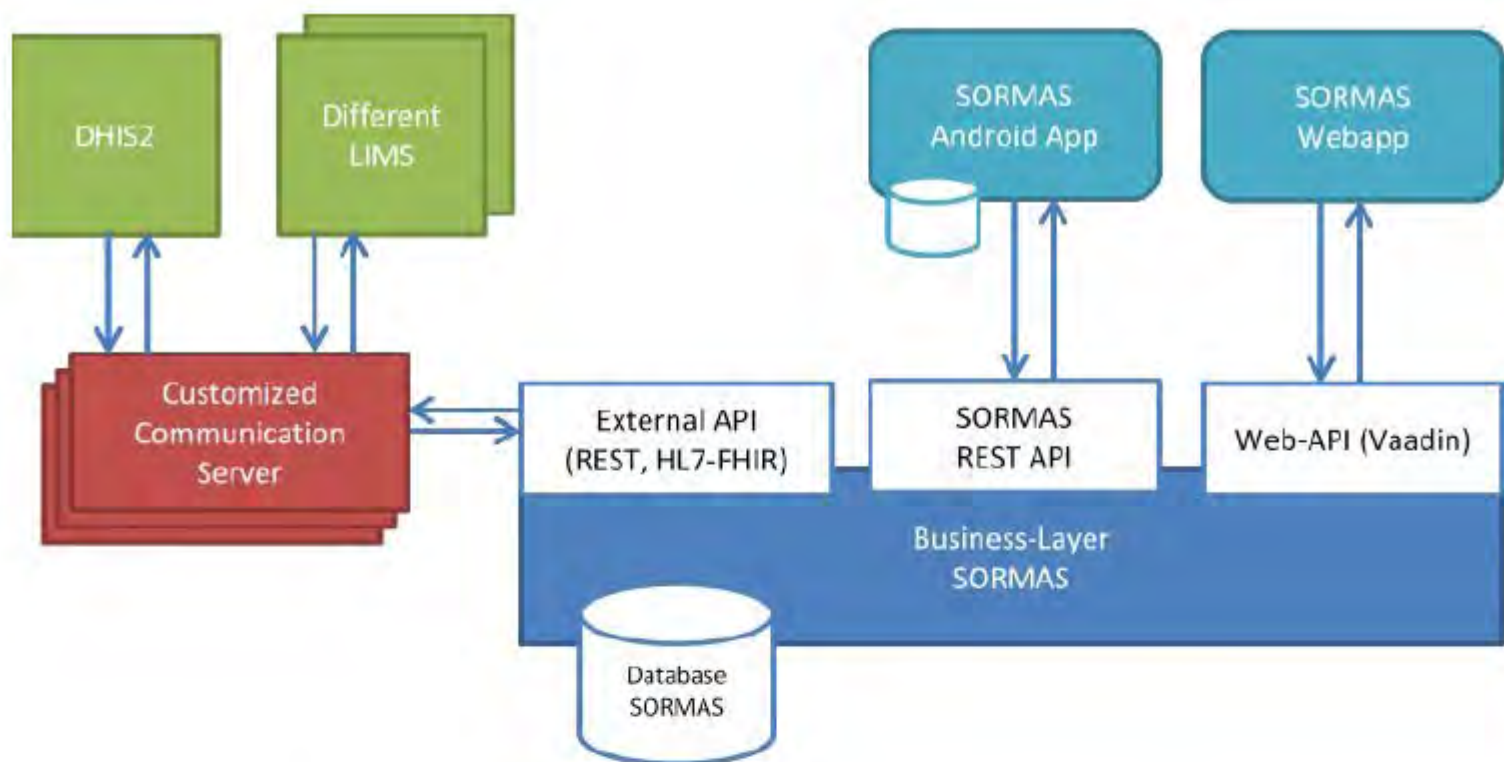 DHIS2
Different
LIMS
SORMAS
Android App
SORMAS
Webapp
Customized
Communication
Server
External API
(REST, HL7-FHIR)
SORMAS
REST API
Web-API (Vaadin)
Business-Layer
SORMAS
Database
SORMAS